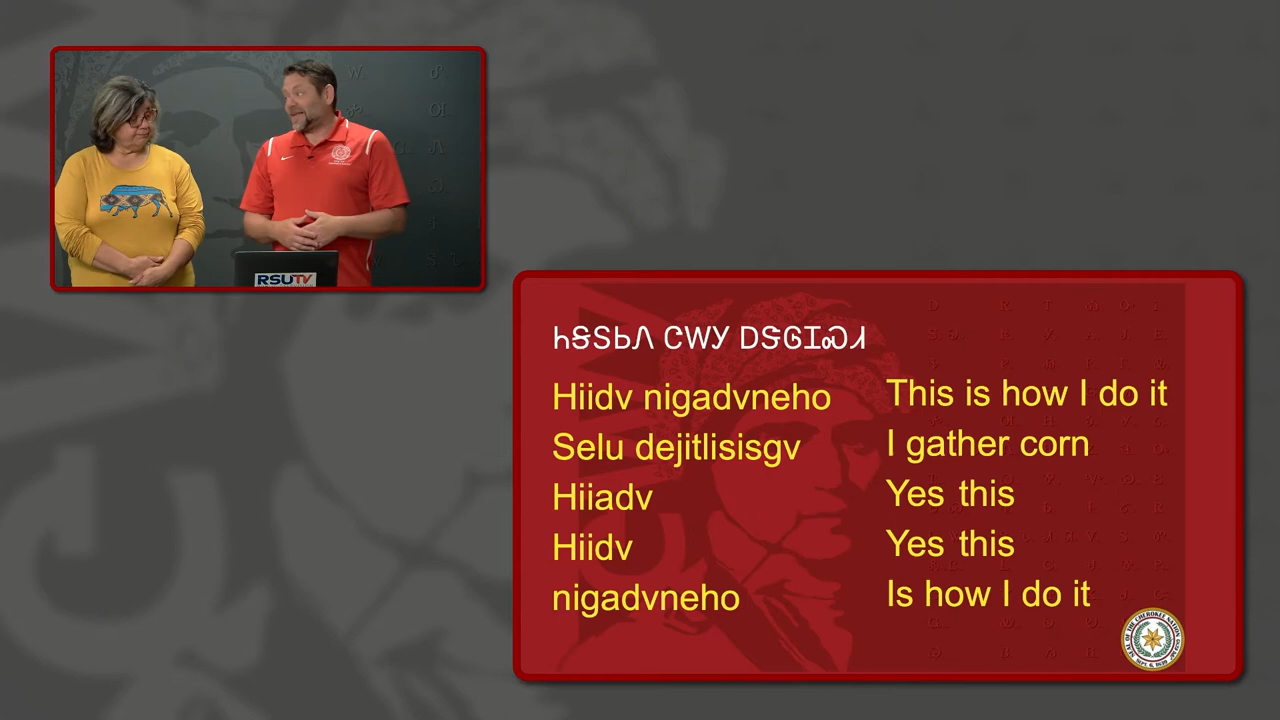 ᏂᎦᏚᏏᏁ ᏣᎳᎩ ᎠᏕᎶᏆᏍᏗ
Hiidv nigadvneho This is how I do it
Selu dejitlisisgv I gather corn
Hiiadv Yes this
Hiidv Yes this
nigadvneho Is how I do it
RSUTV